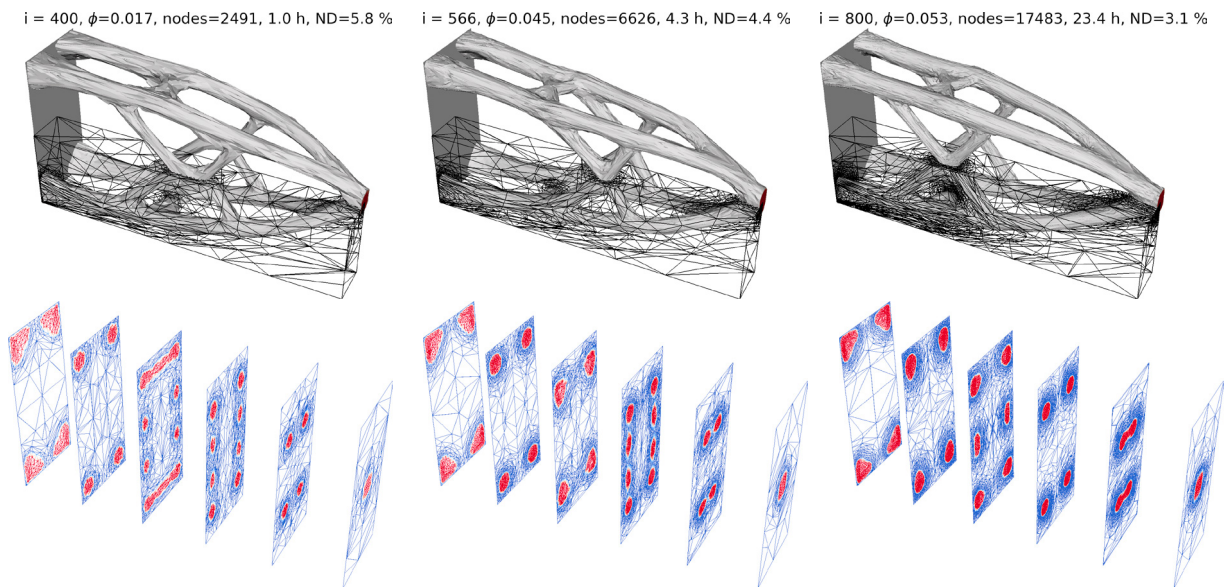 i = 400, ϕ=0.017, nodes=2491, 1.0 h, ND=5.8 %
i = 566, ϕ=0.045, nodes=6626, 4.3 h, ND=4.4 %
i = 800, ϕ=0.053, nodes=17483, 23.4 h, ND=3.1 %